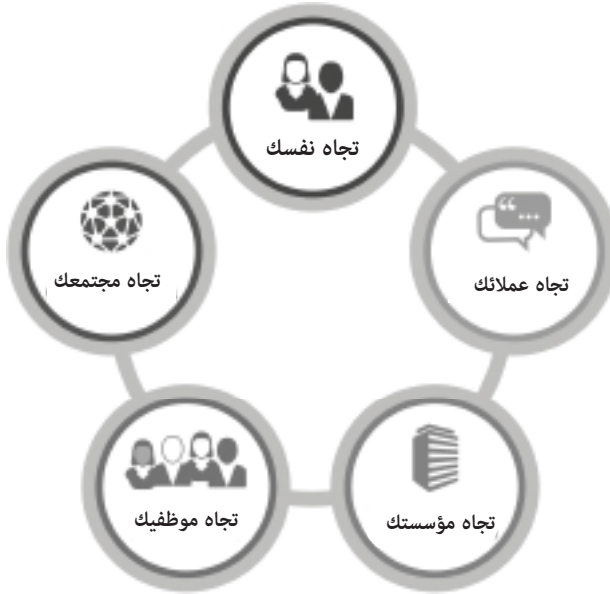 تجاه نفسك
تجاه عملائك
تجاه مؤسستك
تجاه موظفيك
تجاه مجتمعك